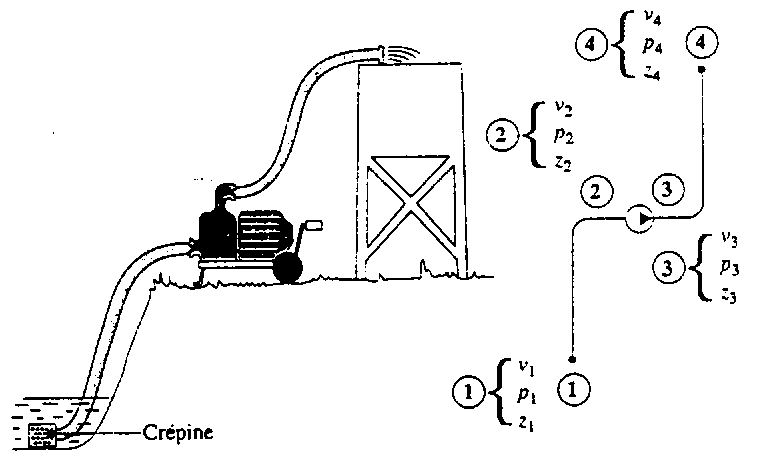 ④ { v₄
p₄
z₄
④
② { v₂
p₂
z₂
② ③
③ { v₃
p₃
z₃
① { v₁
p₁
z₁
①
Crépine